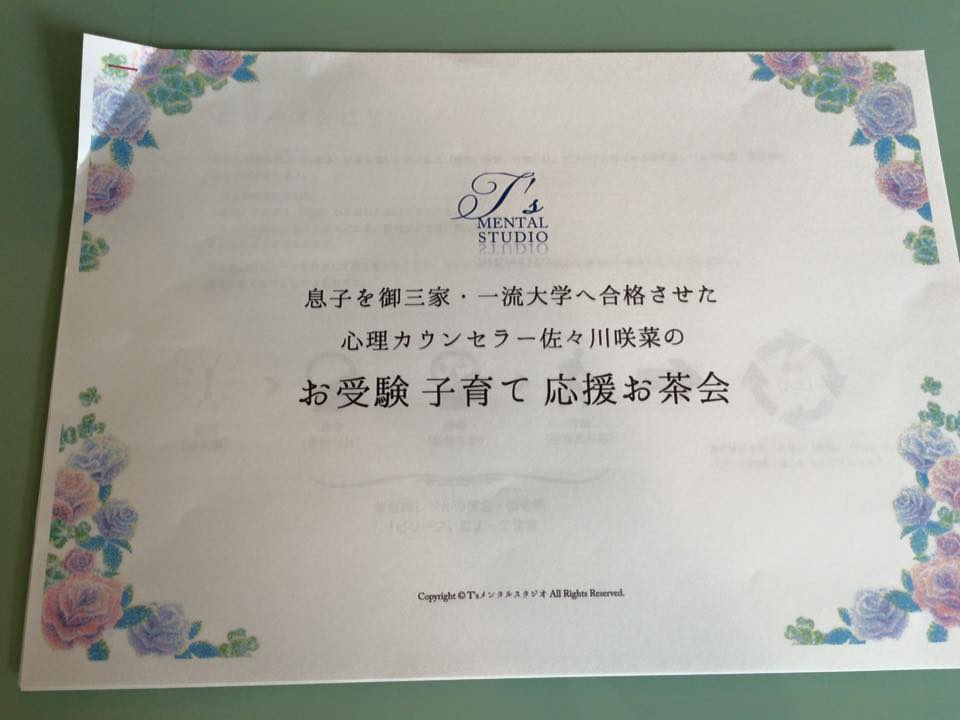 T's
MENTAL
STUDIO
息子を御三家・一流大学へ合格させた
心理カウンセラー佐々川咲菜の
お受験 子育て 応援お茶会
Copyright © T'sメンタルスタジオ All Rights Reserved.